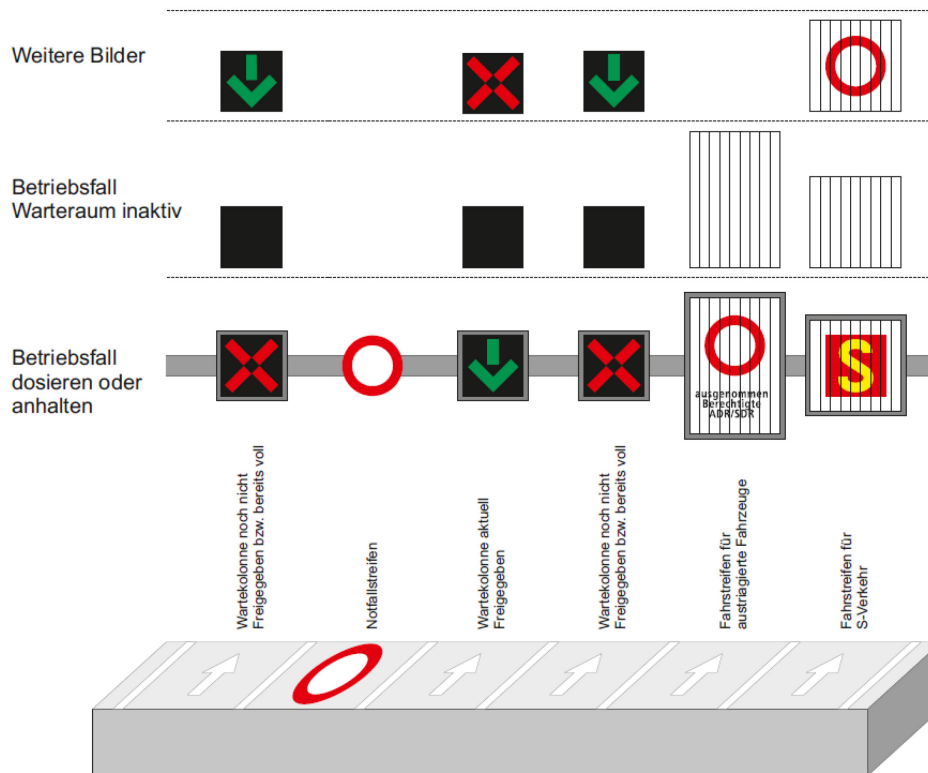 Weitere Bilder
Betriebsfall
Warteraum inaktiv
Betriebsfall
dosieren oder
anhalten
ausgenommen
Berechtigte
ADR/SDR
S
Wartekolonne noch nicht
Freigegeben bzw. bereits voll
Notfallstreifen
Wartekolonne aktuell
Freigegeben
Wartekolonne noch nicht
Freigegeben bzw. bereits voll
Fahrstreifen für
austriagierte Fahrzeuge
Fahrstreifen für
S-Verkehr